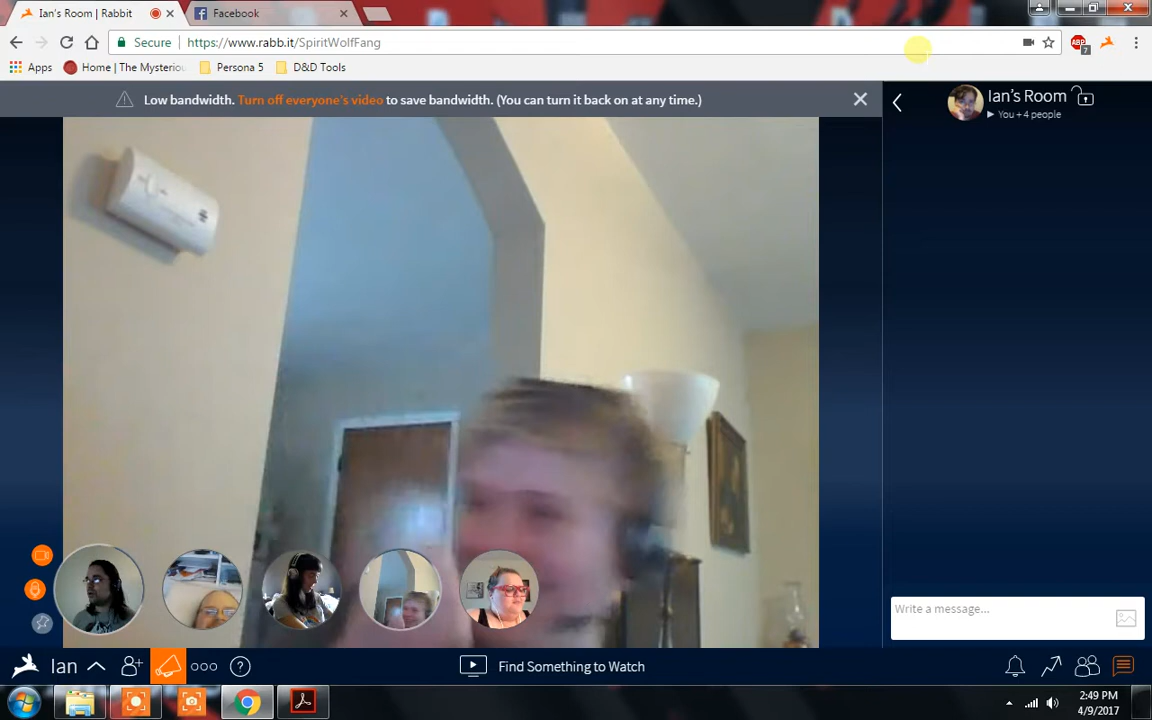 Ian's Room | Rabbit
Facebook
Secure
https://www.rabb.it/SpiritWolfFang
ABP
7
Apps
Home | The Mysteriou
Persona 5
D&D Tools
Low bandwidth. Turn off everyone's video to save bandwidth. (You can turn it back on at any time.)
Ian's Room
You + 4 people
Write a message...
Ian
Find Something to Watch
2:49 PM
4/9/2017